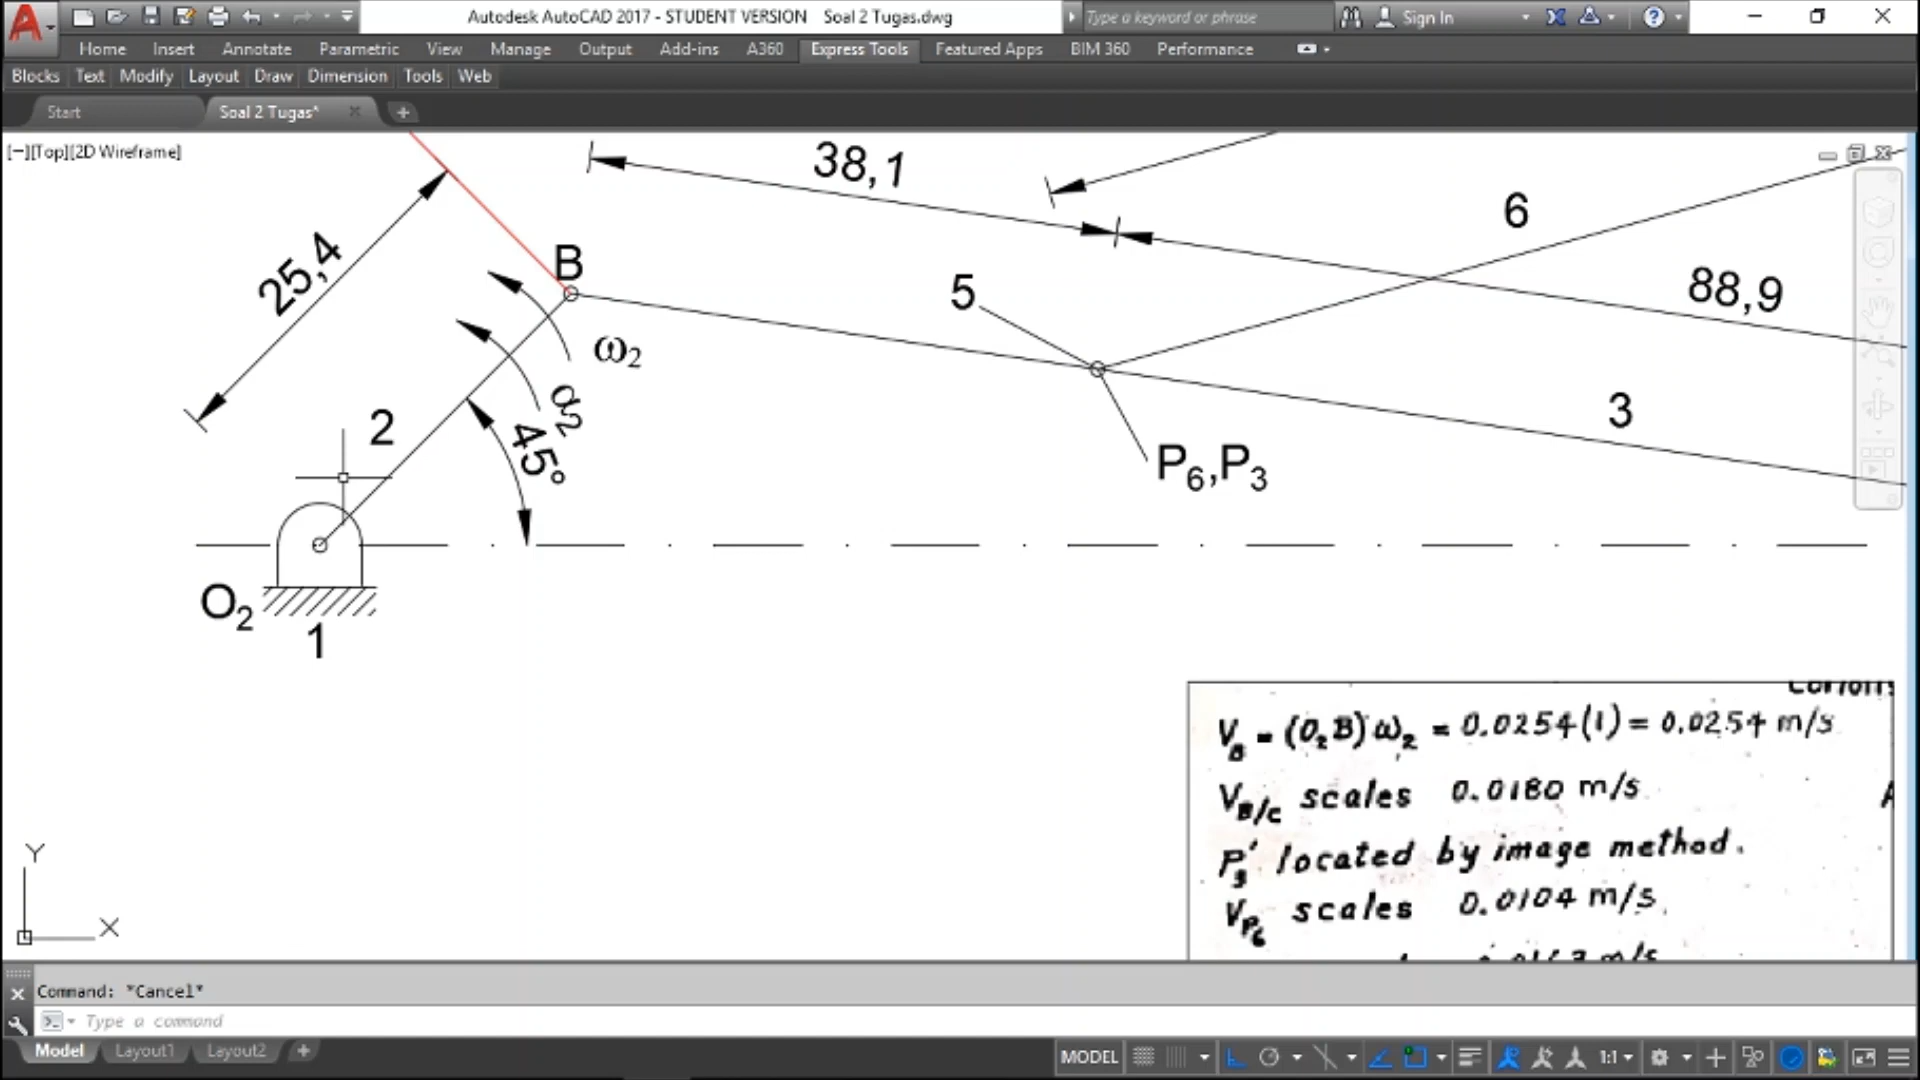 Autodesk AutoCAD 2017 - STUDENT VERSION Soal 2 Tugas.dwg
Type a keyword or phrase
Sign In
Home Insert Annotate Parametric View Manage Output Add-ins A360 Express Tools Featured Apps BIM 360 Performance
Blocks Text Modify Layout Draw Dimension Tools Web
Start
Soal 2 Tugas*
[−][Top][2D Wireframe]
38,1
6
25,4
B
5
88,9
ω2
α2
45°
2
3
P6,P3
O2
1
VB = (O2B)ω2 = 0.0254(1) = 0.0254 m/s
VB/C scales 0.0180 m/s
P3' located by image method.
VP6 scales 0.0104 m/s.
Y
X
Command: *Cancel*
Type a command
Model Layout1 Layout2
MODEL
1:1